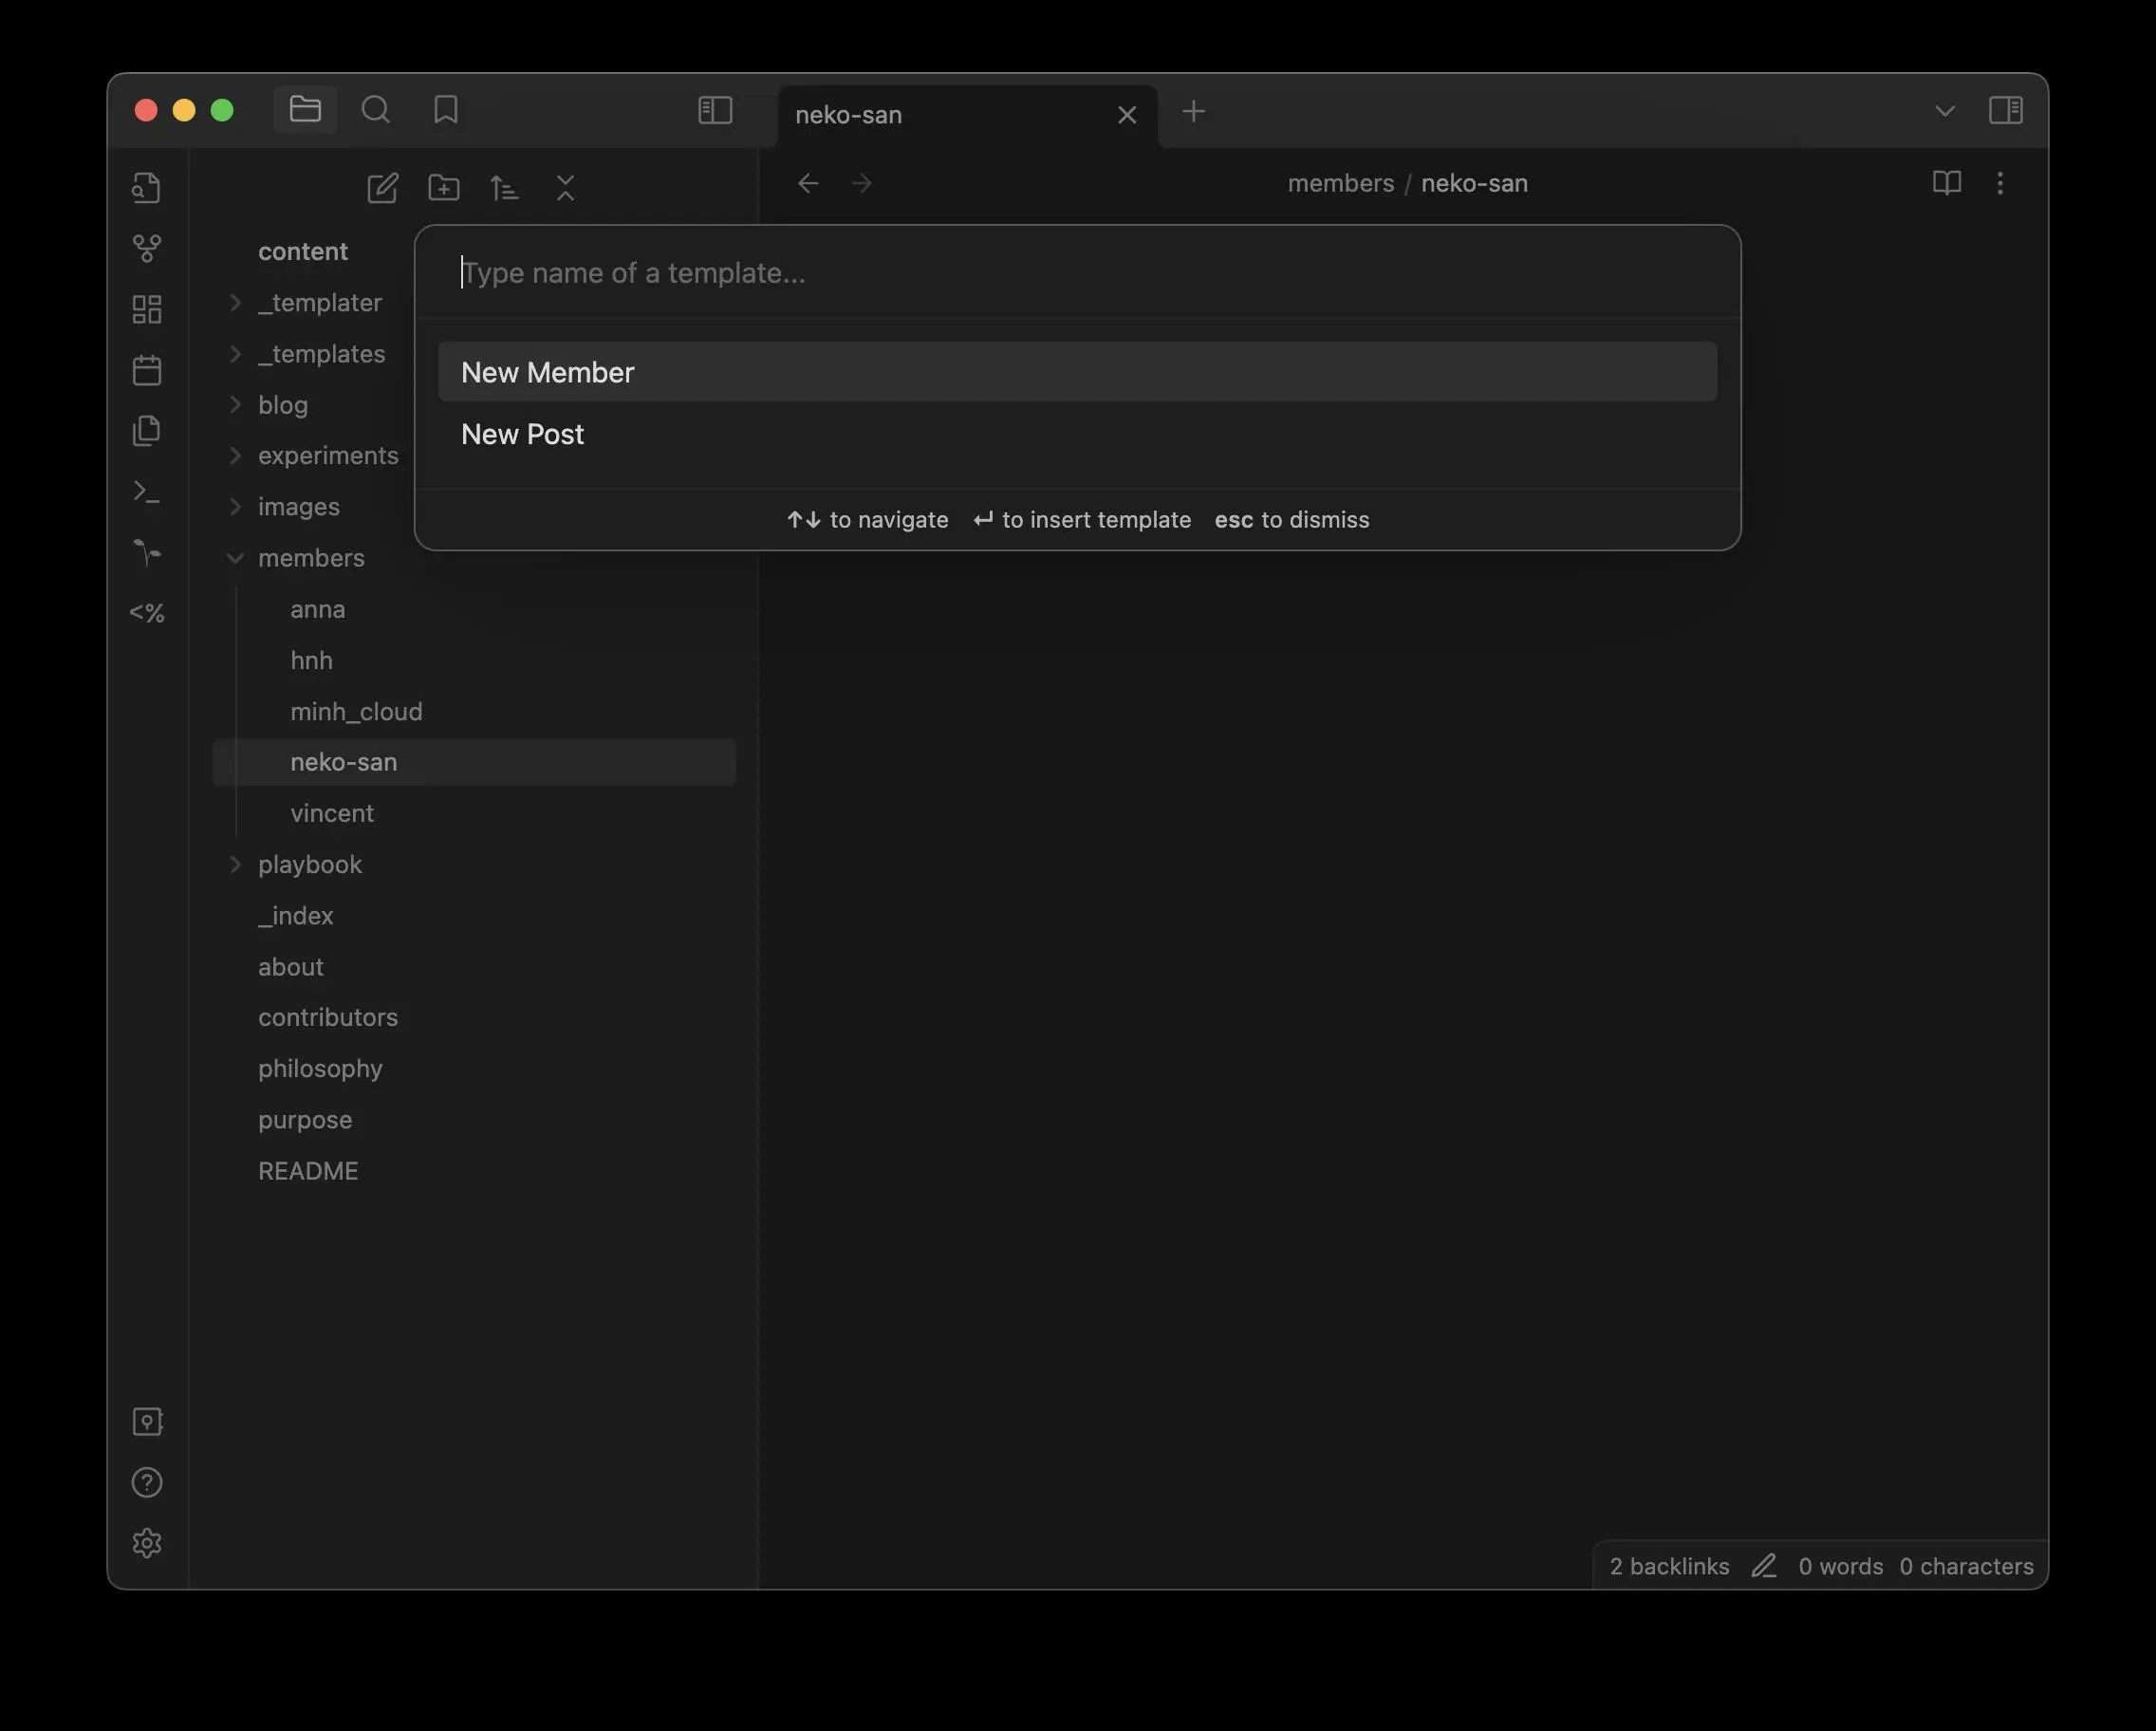 neko-san
members / neko-san
content
_templater
_templates
blog
experiments
images
members
anna
hnh
minh_cloud
neko-san
vincent
playbook
_index
about
contributors
philosophy
purpose
README
<%
Type name of a template...
New Member
New Post
↑↓ to navigate ↵ to insert template esc to dismiss
2 backlinks 0 words 0 characters